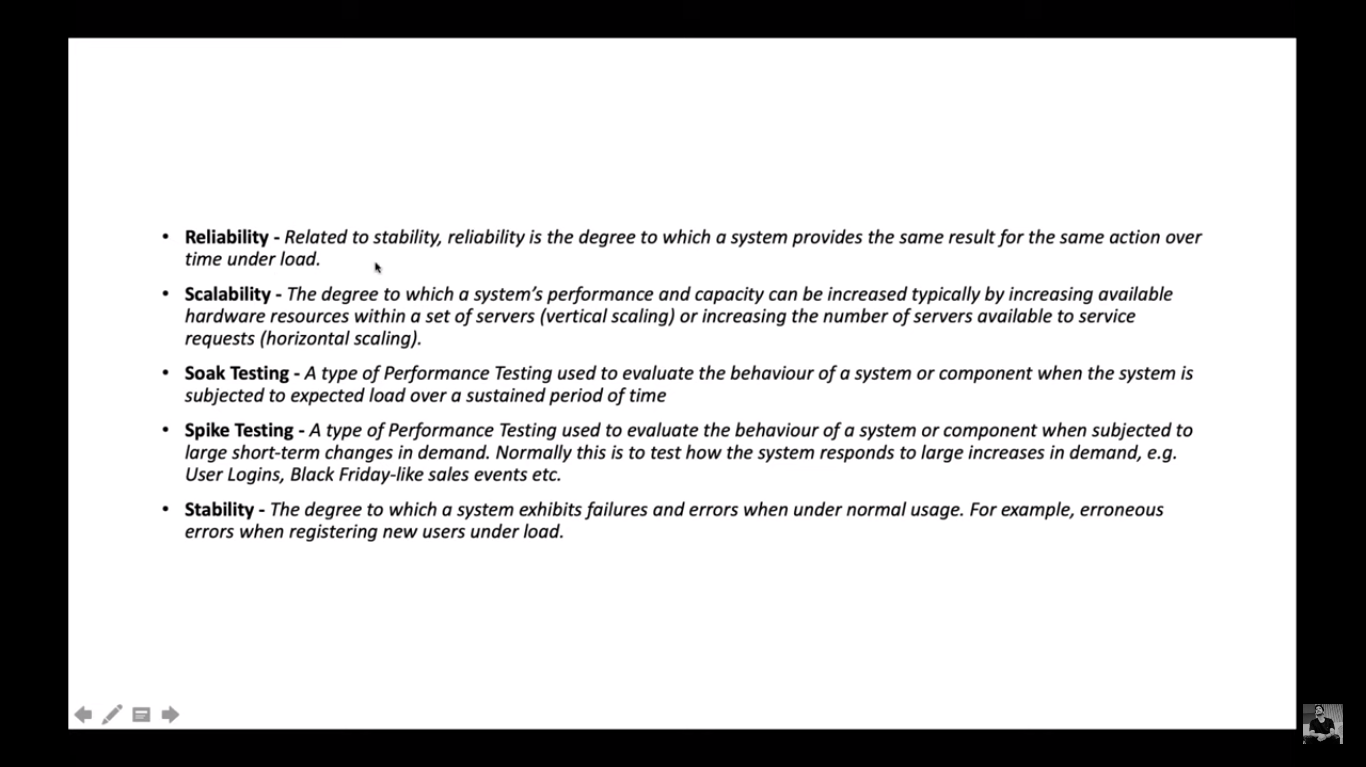 • Reliability - Related to stability, reliability is the degree to which a system provides the same result for the same action over
time under load.
• Scalability - The degree to which a system’s performance and capacity can be increased typically by increasing available
hardware resources within a set of servers (vertical scaling) or increasing the number of servers available to service
requests (horizontal scaling).
• Soak Testing - A type of Performance Testing used to evaluate the behaviour of a system or component when the system is
subjected to expected load over a sustained period of time
• Spike Testing - A type of Performance Testing used to evaluate the behaviour of a system or component when subjected to
large short-term changes in demand. Normally this is to test how the system responds to large increases in demand, e.g.
User Logins, Black Friday-like sales events etc.
• Stability - The degree to which a system exhibits failures and errors when under normal usage. For example, erroneous
errors when registering new users under load.